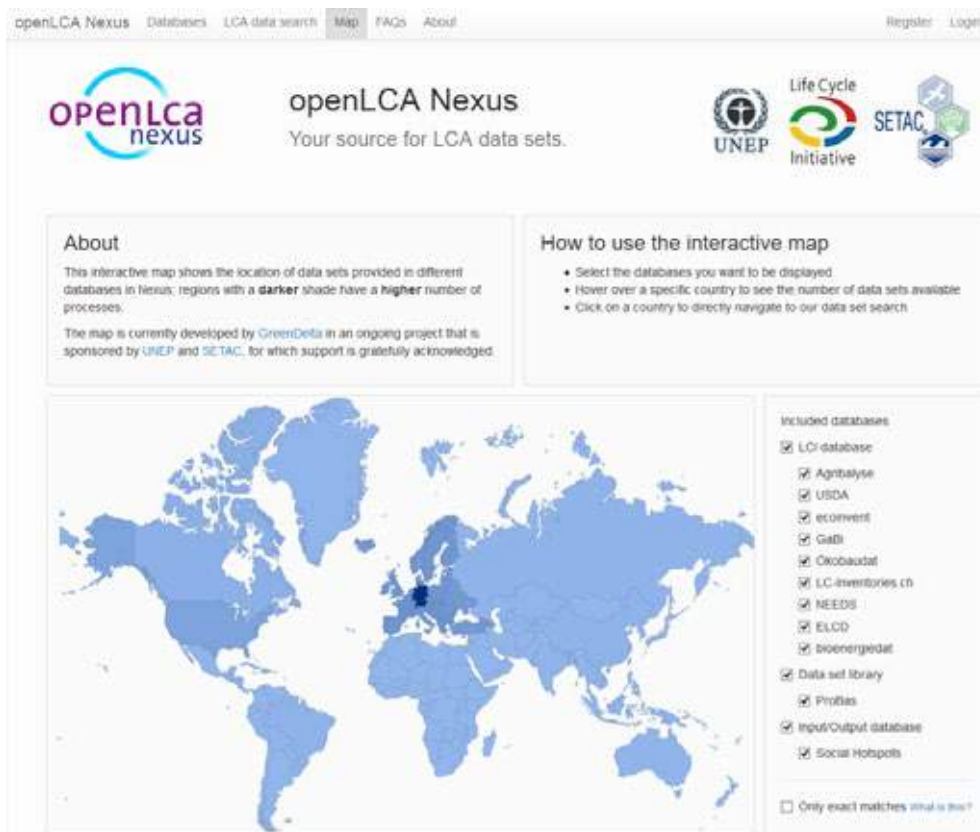 openLCA Nexus Databases LCA data search Map FAQs About Register Login
openLca
nexus
openLCA Nexus
Your source for LCA data sets.
UNEP
Life Cycle
Initiative
SETAC
About
This interactive map shows the location of data sets provided in different
databases in Nexus; regions with a darker shade have a higher number of
processes.
The map is currently developed by GreenDelta in an ongoing project that is
sponsored by UNEP and SETAC, for which support is gratefully acknowledged
How to use the interactive map
• Select the databases you want to be displayed
• Hover over a specific country to see the number of data sets available
• Click on a country to directly navigate to our data set search
Included databases
LCI database
Agribalyse
USDA
ecoinvent
GaBi
Ökobaudat
LC-Inventories.ch
NEEDS
ELCD
bioenergiedat
Data set library
ProBas
Input/Output database
Social Hotspots
Only exact matches What is this?